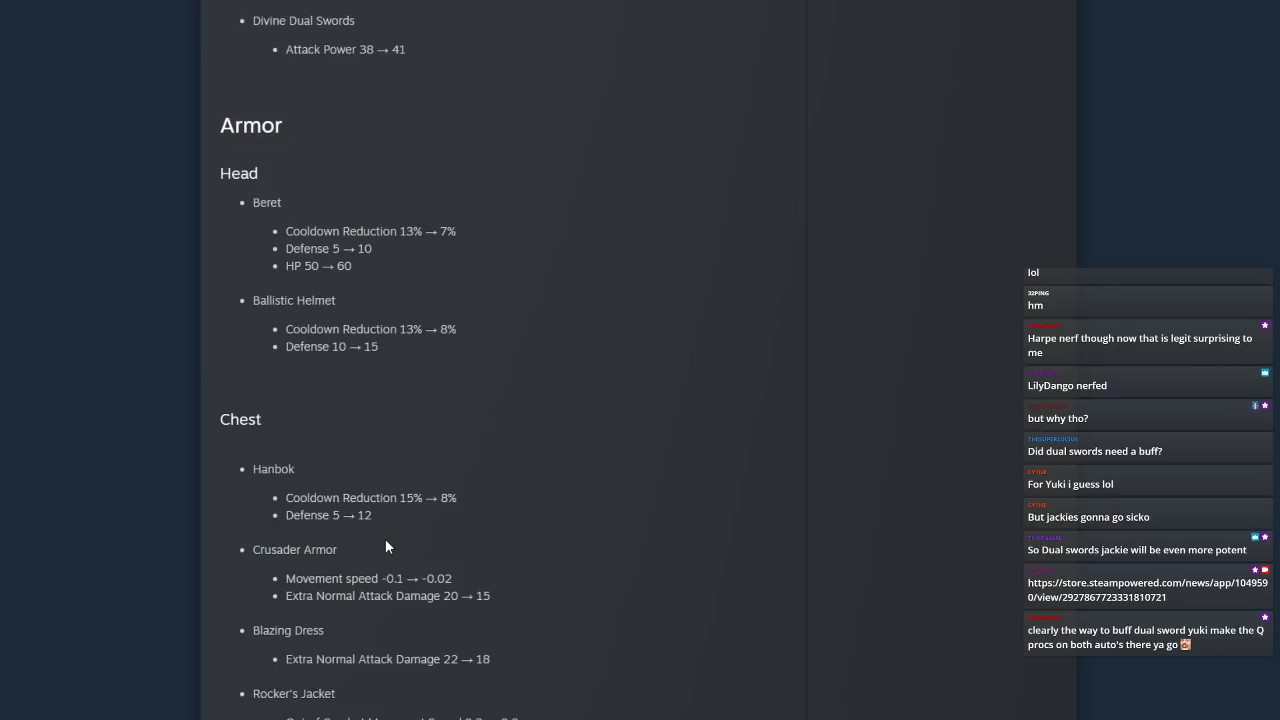 Divine Dual Swords
Attack Power 38 → 41
Armor
Head
Beret
Cooldown Reduction 13% → 7%
Defense 5 → 10
HP 50 → 60
Ballistic Helmet
Cooldown Reduction 13% → 8%
Defense 10 → 15
Chest
Hanbok
Cooldown Reduction 15% → 8%
Defense 5 → 12
Crusader Armor
Movement speed -0.1 → -0.02
Extra Normal Attack Damage 20 → 15
Blazing Dress
Extra Normal Attack Damage 22 → 18
Rocker's Jacket
lol
32PING
hm
Harpe nerf though now that is legit surprising to
me
LilyDango nerfed
but why tho?
THESUPERLUCIUS
Did dual swords need a buff?
For Yuki i guess lol
But jackies gonna go sicko
So Dual swords jackie will be even more potent
https://store.steampowered.com/news/app/104959
0/view/2927867723331810721
clearly the way to buff dual sword yuki make the Q
procs on both auto's there ya go